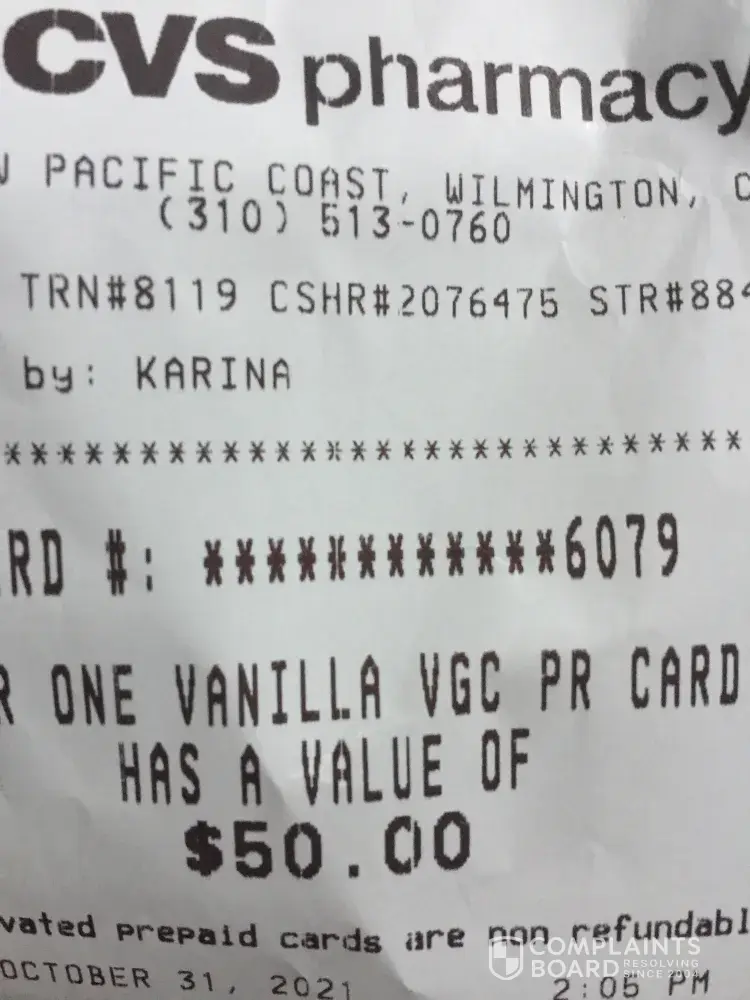 CVS pharmacy
W PACIFIC COAST, WILMINGTON, C
(310) 513-0760
TRN#8119 CSHR#2076475 STR#884
by: KARINA
****************************
RD #: ************6079
R ONE VANILLA VGC PR CARD
HAS A VALUE OF
$50.00
vated prepaid cards are non refundabl
OCTOBER 31, 2021 2:05 PM
COMPLAINTS
BOARD RESOLVING
SINCE 2004